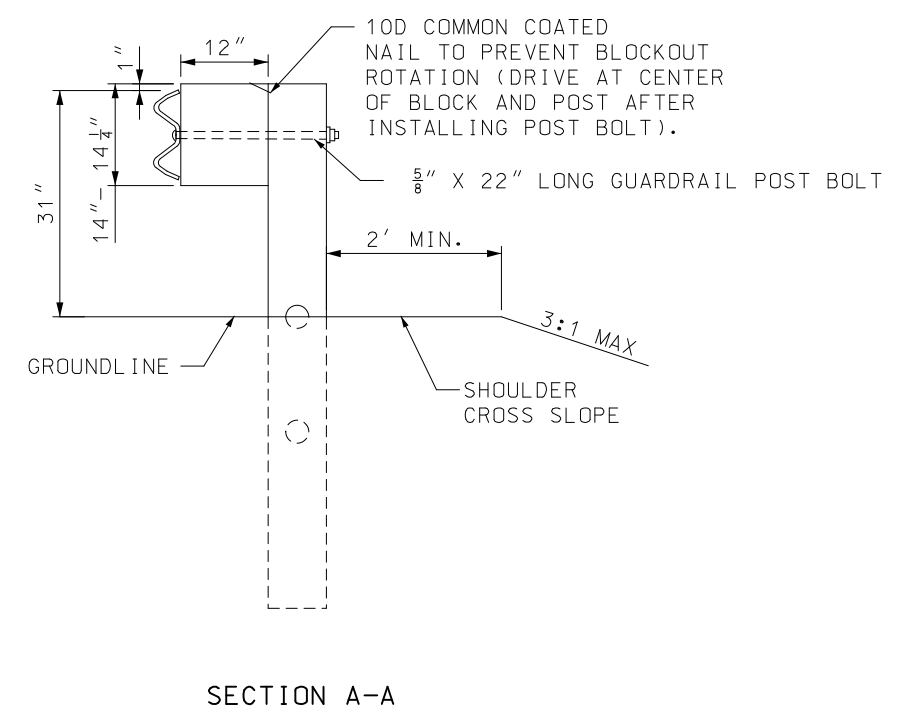 10D COMMON COATED
NAIL TO PREVENT BLOCKOUT
ROTATION (DRIVE AT CENTER
OF BLOCK AND POST AFTER
INSTALLING POST BOLT).
12"
1"
14"- 14 1/4"
31"
5/8" X 22" LONG GUARDRAIL POST BOLT
2' MIN.
3:1 MAX
GROUNDLINE
SHOULDER
CROSS SLOPE
SECTION A-A